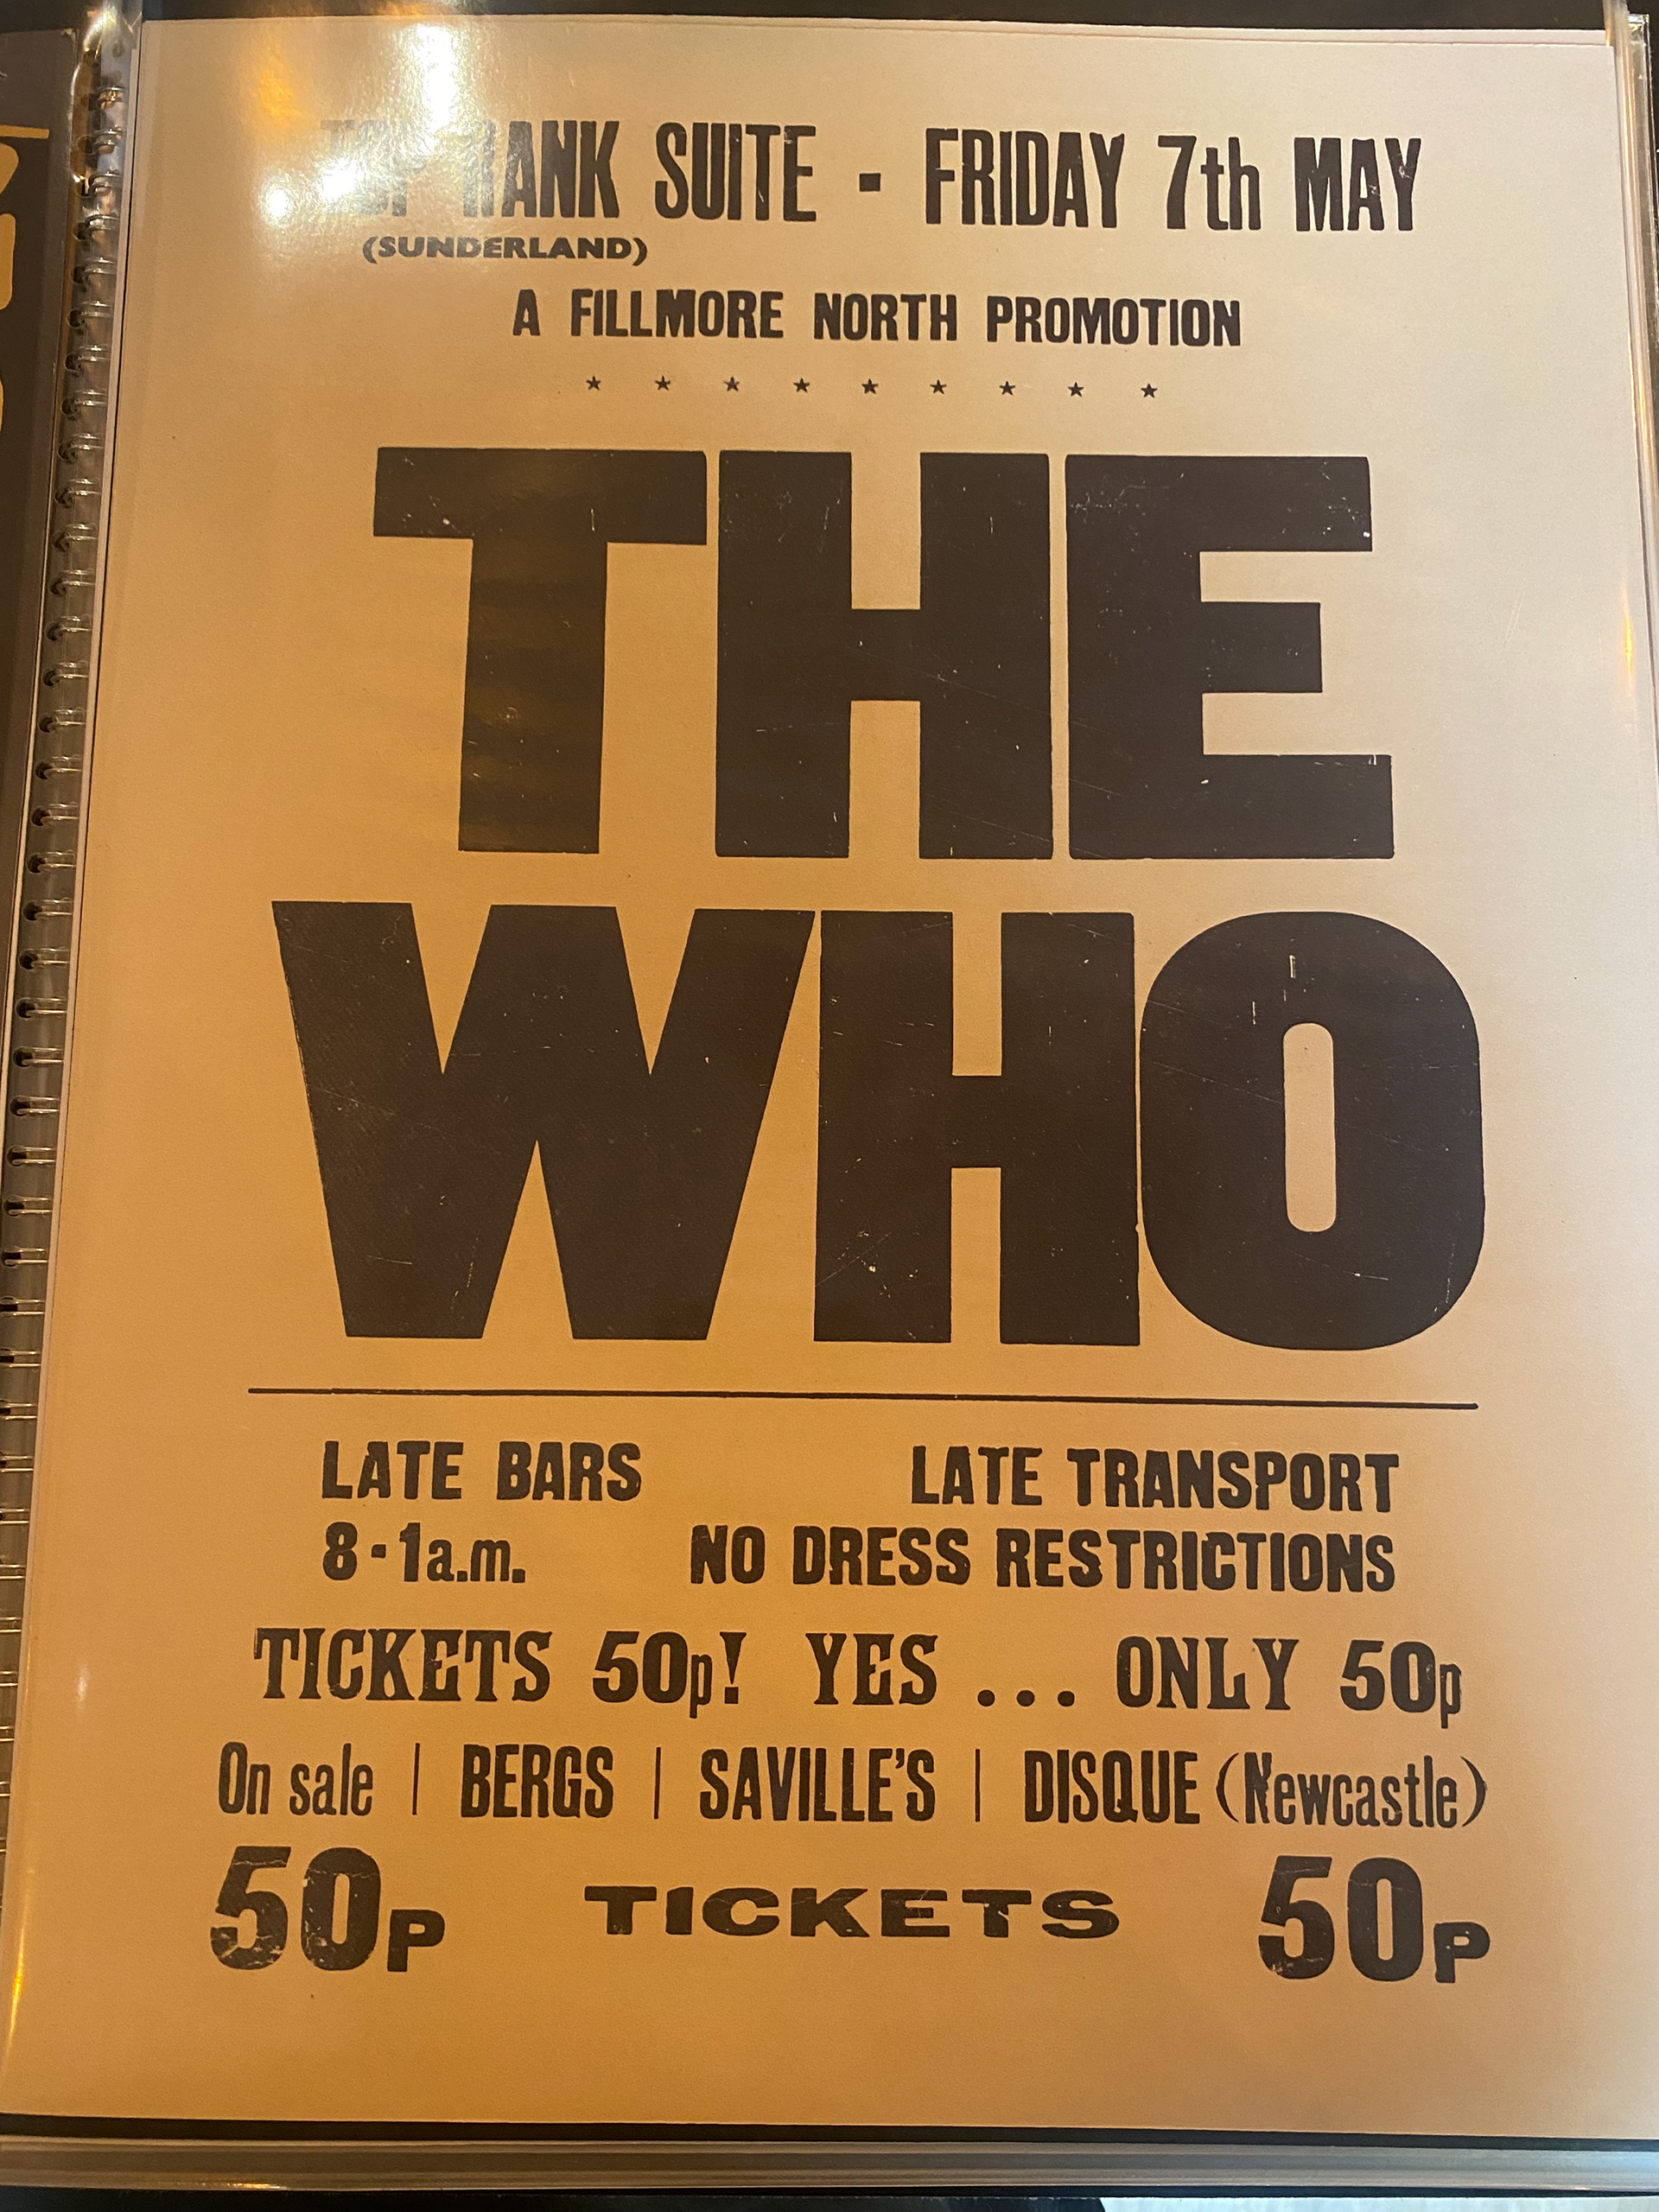 TOP RANK SUITE - FRIDAY 7th MAY
(SUNDERLAND)
A FILLMORE NORTH PROMOTION
THE
WHO
LATE BARS LATE TRANSPORT
8-1a.m. NO DRESS RESTRICTIONS
TICKETS 50p! YES ... ONLY 50p
On sale | BERGS | SAVILLE'S | DISQUE (Newcastle)
50P TICKETS 50P